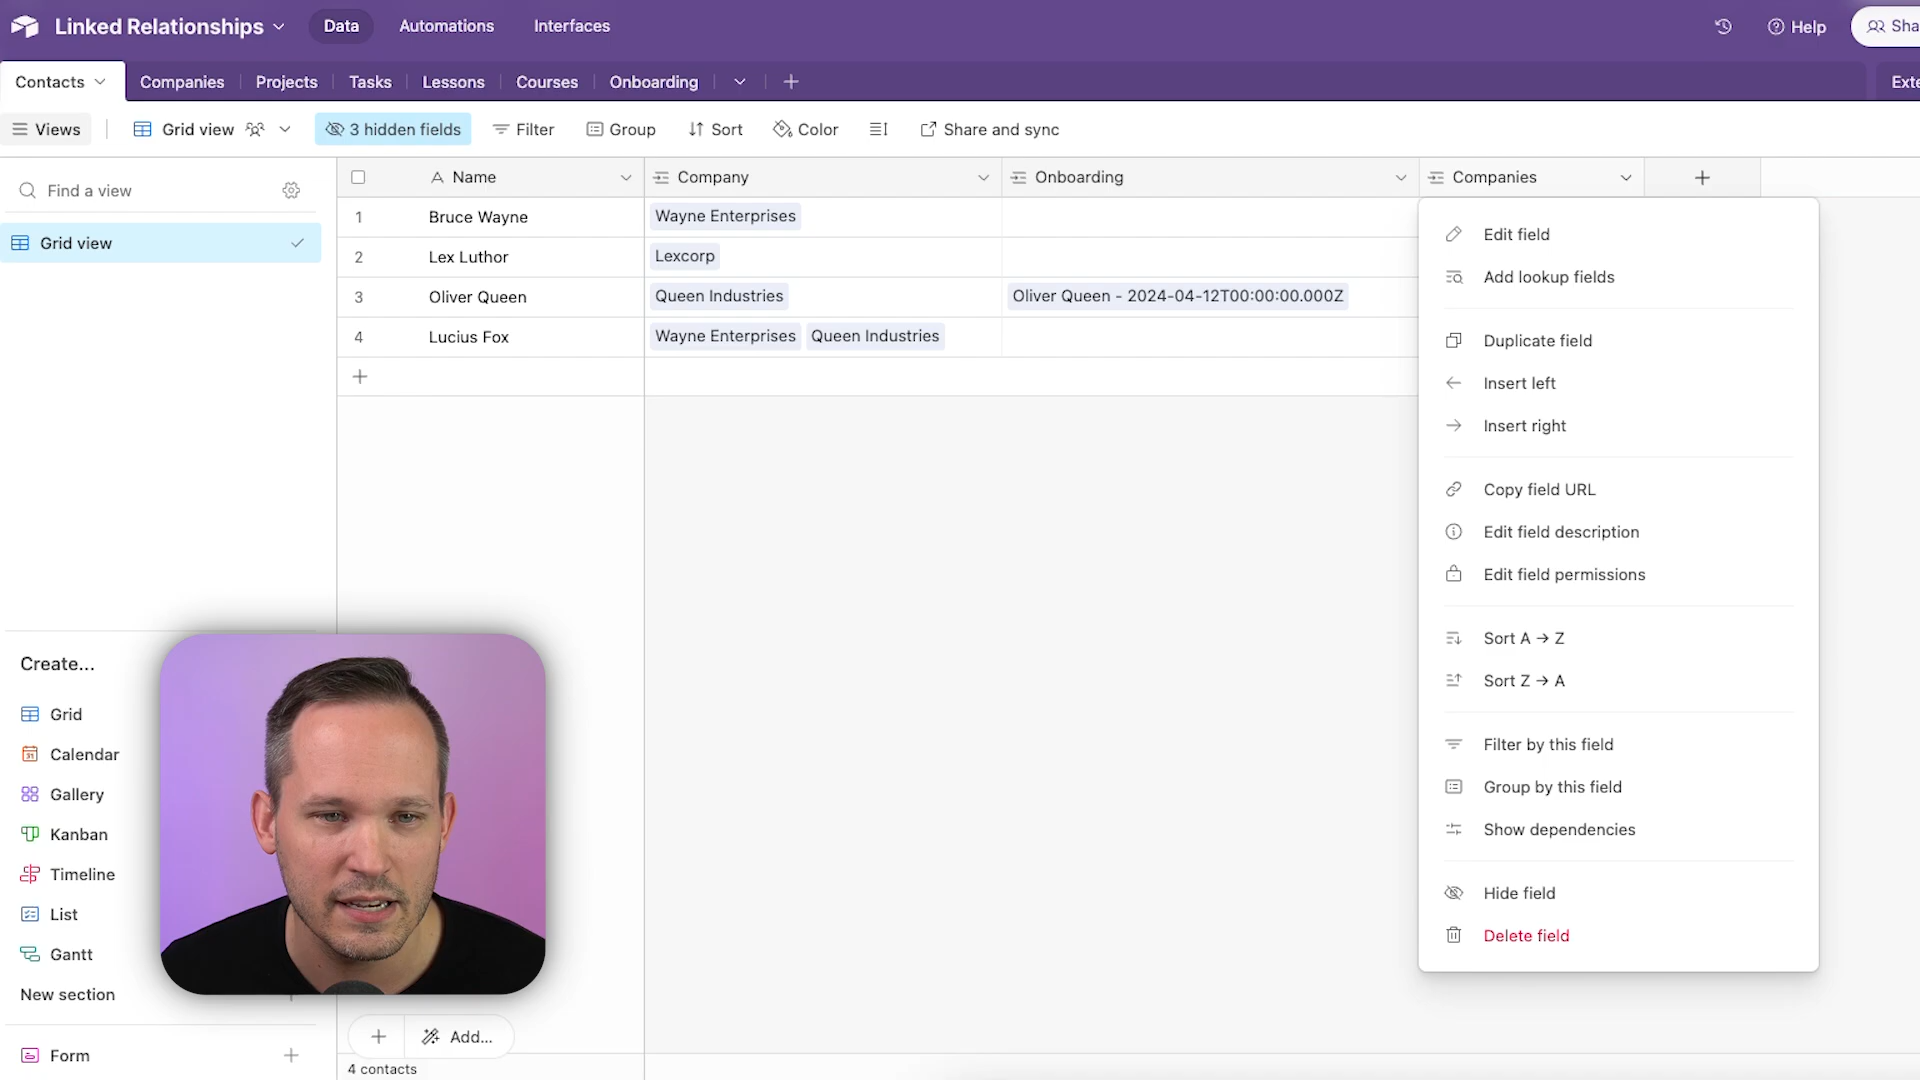 Linked Relationships
Data
Automations
Interfaces
Help
Sha
Contacts
Companies
Projects
Tasks
Lessons
Courses
Onboarding
Exte
Views
Grid view
3 hidden fields
Filter
Group
Sort
Color
Share and sync
Find a view
Grid view
Name
Company
Onboarding
Companies
1
Bruce Wayne
Wayne Enterprises
2
Lex Luthor
Lexcorp
3
Oliver Queen
Queen Industries
Oliver Queen - 2024-04-12T00:00:00.000Z
4
Lucius Fox
Wayne Enterprises
Queen Industries
Edit field
Add lookup fields
Duplicate field
Insert left
Insert right
Copy field URL
Edit field description
Edit field permissions
Sort A → Z
Sort Z → A
Filter by this field
Group by this field
Show dependencies
Hide field
Delete field
Create...
Grid
Calendar
Gallery
Kanban
Timeline
List
Gantt
New section
Form
Add...
4 contacts